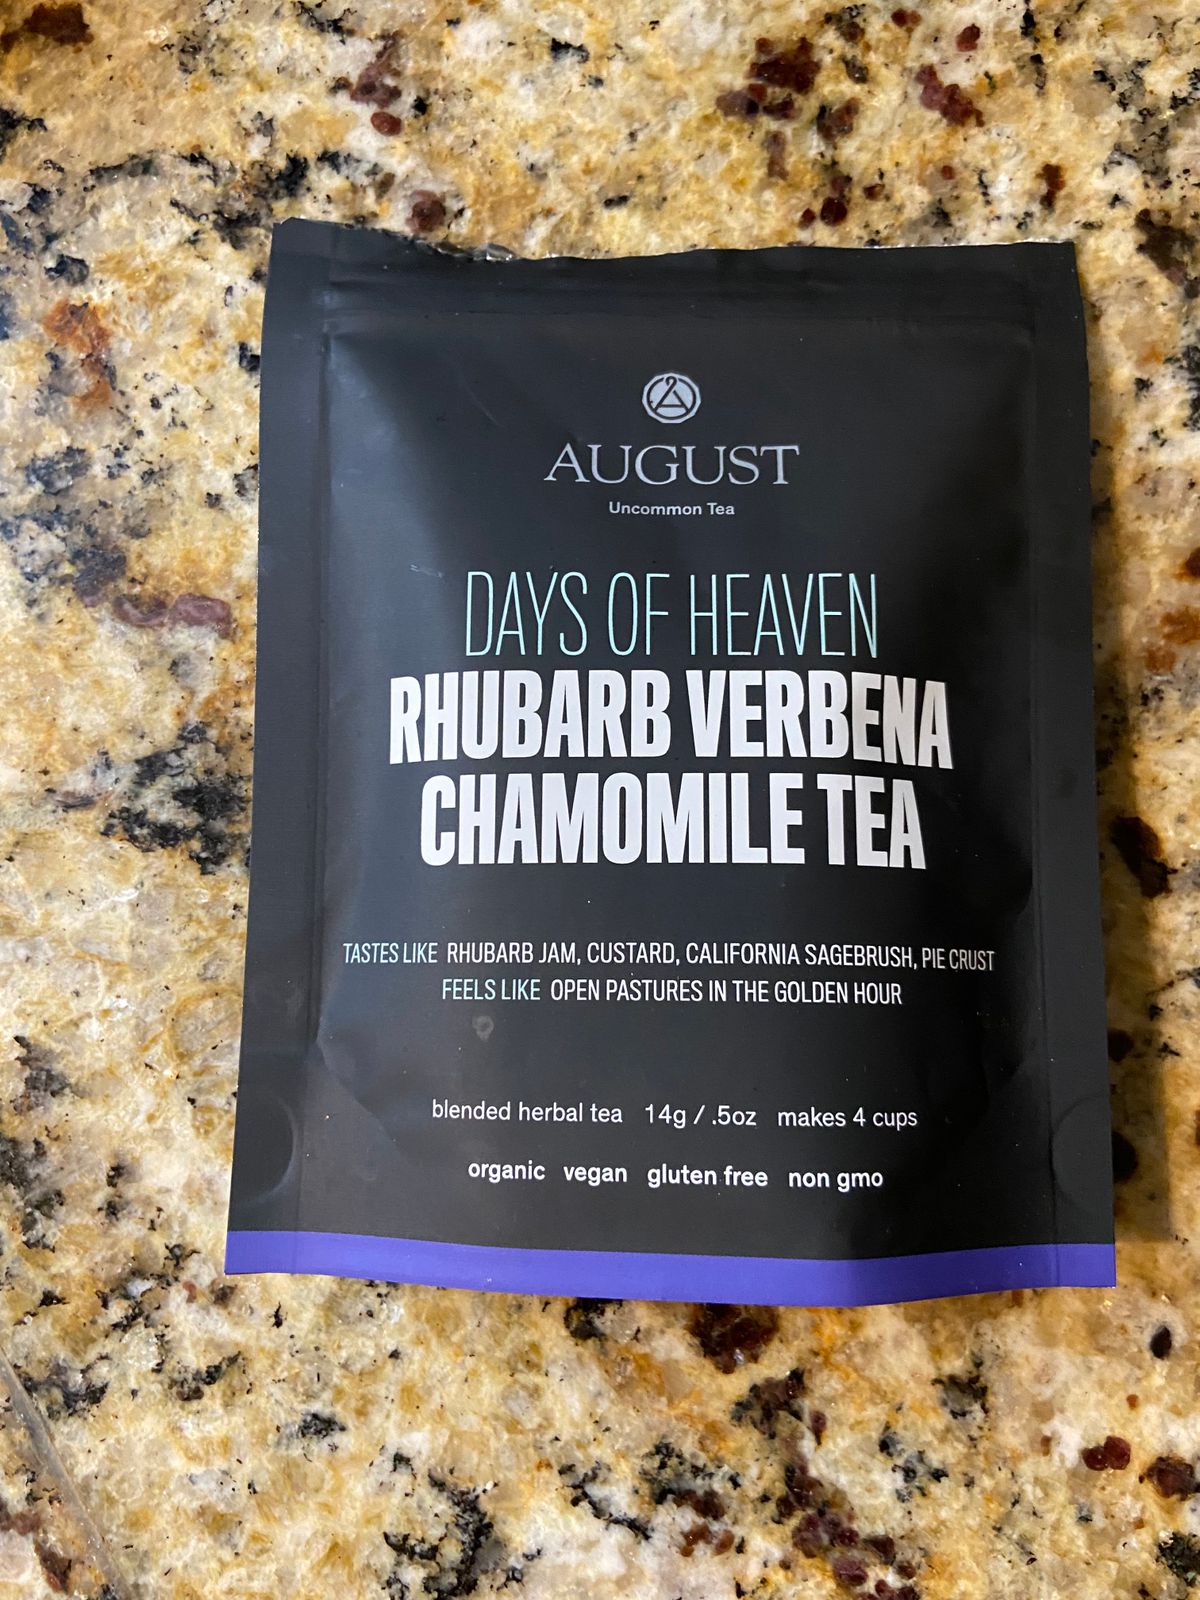 AUGUST
Uncommon Tea
DAYS OF HEAVEN
RHUBARB VERBENA
CHAMOMILE TEA
TASTES LIKE RHUBARB JAM, CUSTARD, CALIFORNIA SAGEBRUSH, PIE CRUST
FEELS LIKE OPEN PASTURES IN THE GOLDEN HOUR
blended herbal tea 14g / .5oz makes 4 cups
organic vegan gluten free non gmo